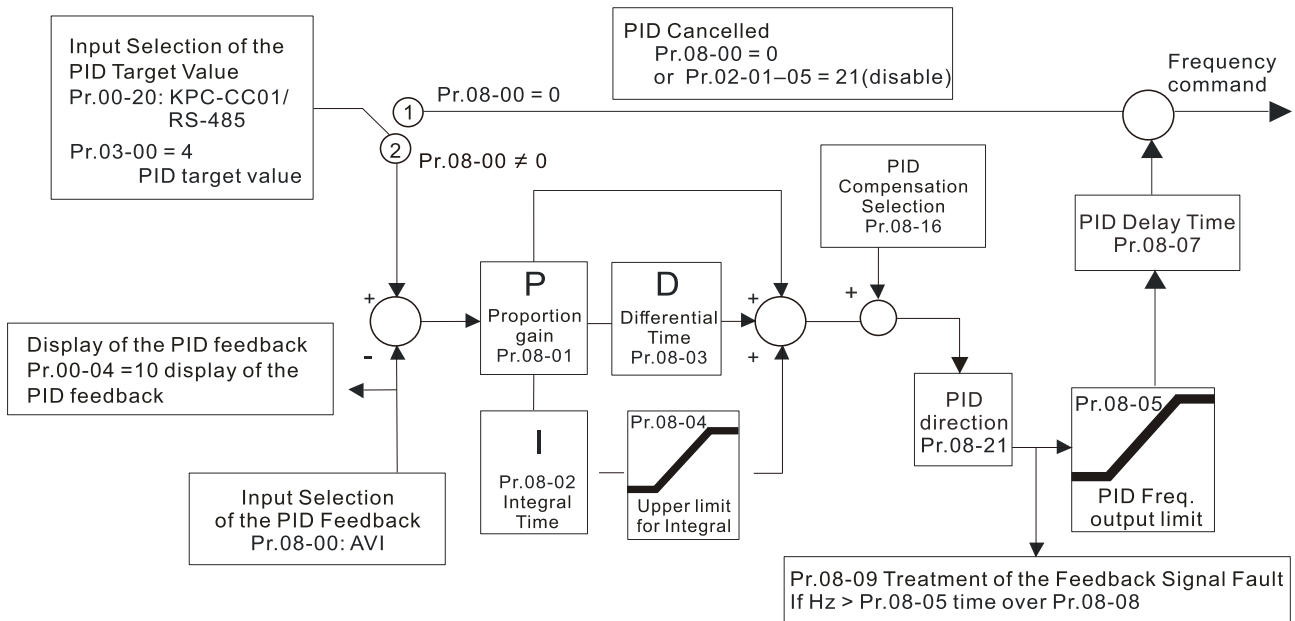 Input Selection of the
PID Target Value
Pr.00-20: KPC-CC01/
RS-485
Pr.03-00 = 4
PID target value
1
Pr.08-00 = 0
2
Pr.08-00 ≠ 0
PID Cancelled
Pr.08-00 = 0
or Pr.02-01–05 = 21(disable)
Frequency
command
PID
Compensation
Selection
Pr.08-16
PID Delay Time
Pr.08-07
+
-
P
Proportion
gain
Pr.08-01
D
Differential
Time
Pr.08-03
+
+
+
Display of the PID feedback
Pr.00-04 =10 display of the
PID feedback
I
Pr.08-02
Integral
Time
Pr.08-04
Upper limit
for Integral
PID
direction
Pr.08-21
Pr.08-05
PID Freq.
output limit
Input Selection
of the PID Feedback
Pr.08-00: AVI
Pr.08-09 Treatment of the Feedback Signal Fault
If Hz > Pr.08-05 time over Pr.08-08